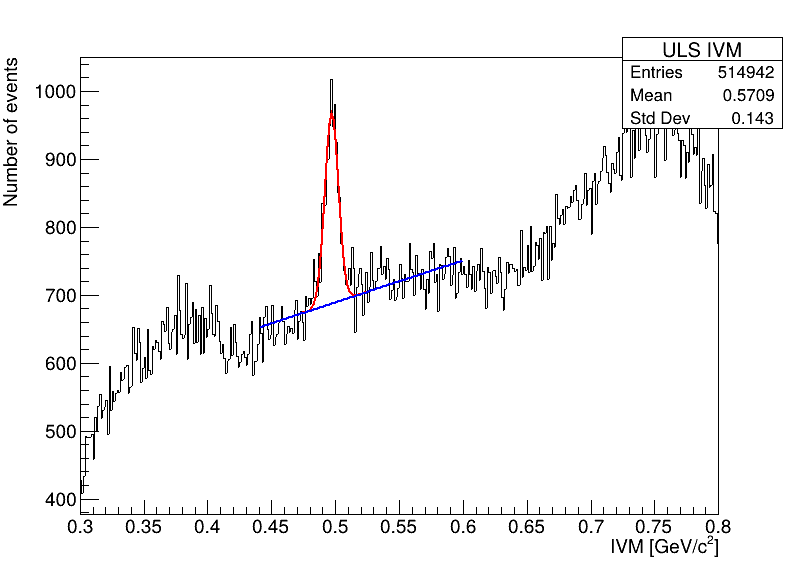 ULS IVM
Entries 514942
Mean 0.5709
Std Dev 0.143
Number of events
1000
900
800
700
600
500
400
0.3 0.35 0.4 0.45 0.5 0.55 0.6 0.65 0.7 0.75 0.8
IVM [GeV/c²]